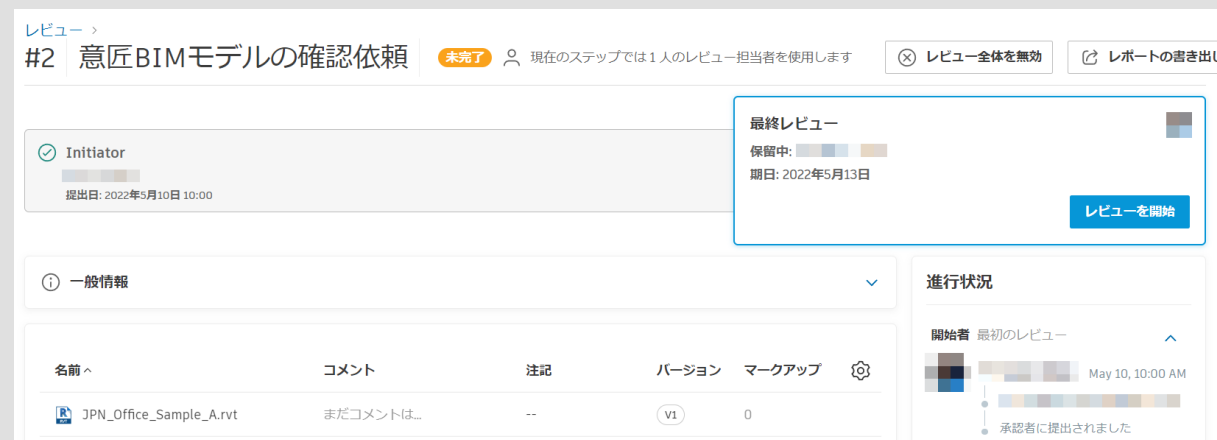 レビュー >
#2 意匠BIMモデルの確認依頼 未完了 現在のステップでは 1 人のレビュー担当者を使用します レビュー全体を無効 レポートの書き出し
最終レビュー
保留中:
期日: 2022年5月13日
レビューを開始
Initiator
提出日: 2022年5月10日 10:00
一般情報
進行状況
開始者 最初のレビュー
May 10, 10:00 AM
承認者に提出されました
名前 コメント 注記 バージョン マークアップ
JPN_Office_Sample_A.rvt まだコメントは... -- V1 0